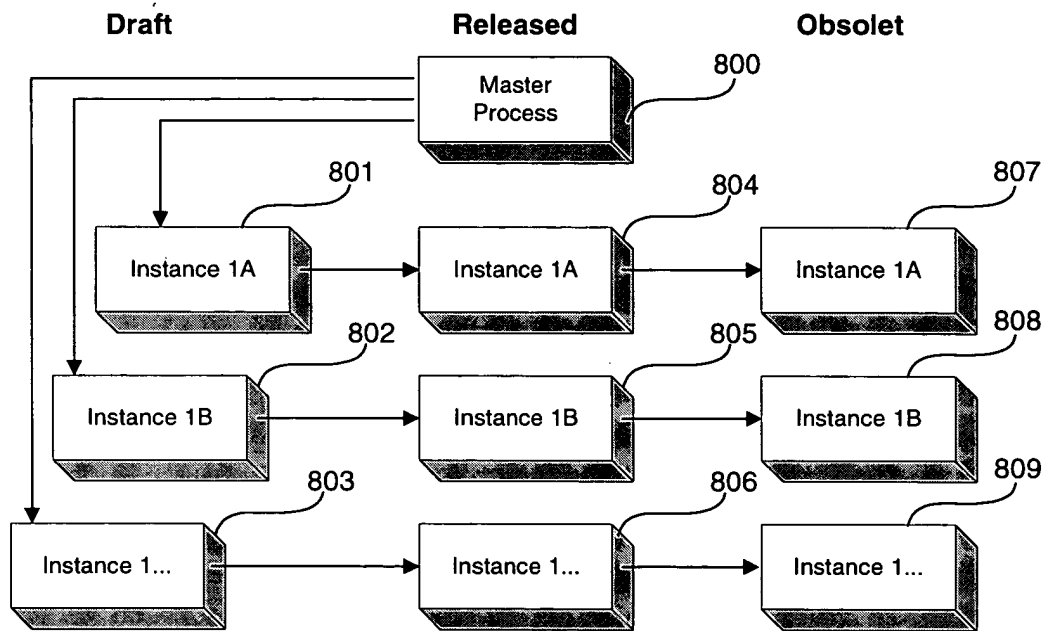 Draft Released Obsolet
Master
Process
800
801 804 807
Instance 1A Instance 1A Instance 1A
802 805 808
Instance 1B Instance 1B Instance 1B
803 806 809
Instance 1... Instance 1... Instance 1...